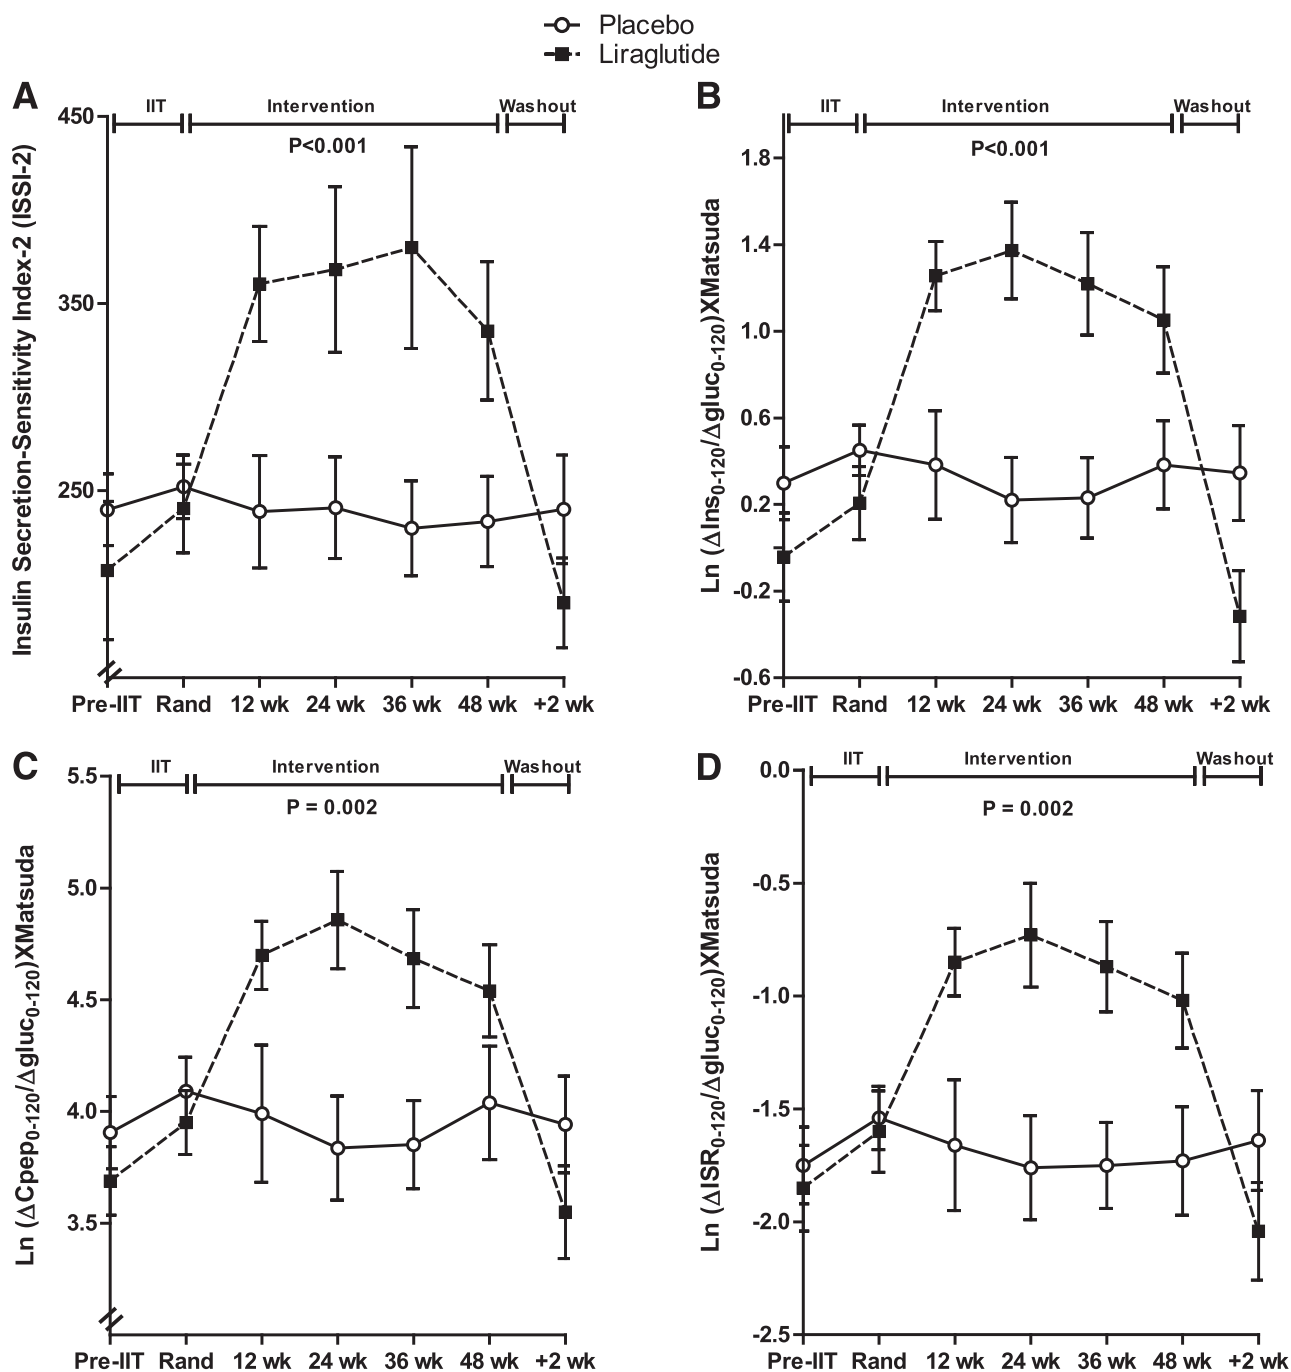 Placebo
Liraglutide
A
IIT
Intervention
Washout
P<0.001
Insulin Secretion-Sensitivity Index-2 (ISSI-2)
450
350
250
Pre-IIT Rand 12 wk 24 wk 36 wk 48 wk +2 wk
B
IIT
Intervention
Washout
P<0.001
Ln (ΔIns0-120/Δgluc0-120)XMatsuda
1.8
1.4
1.0
0.6
0.2
-0.2
-0.6
Pre-IIT Rand 12 wk 24 wk 36 wk 48 wk +2 wk
C
IIT
Intervention
Washout
P = 0.002
Ln (ΔCpep0-120/Δgluc0-120)XMatsuda
5.5
5.0
4.5
4.0
3.5
Pre-IIT Rand 12 wk 24 wk 36 wk 48 wk +2 wk
D
IIT
Intervention
Washout
P = 0.002
Ln (ΔISR0-120/Δgluc0-120)XMatsuda
0.0
-0.5
-1.0
-1.5
-2.0
-2.5
Pre-IIT Rand 12 wk 24 wk 36 wk 48 wk +2 wk